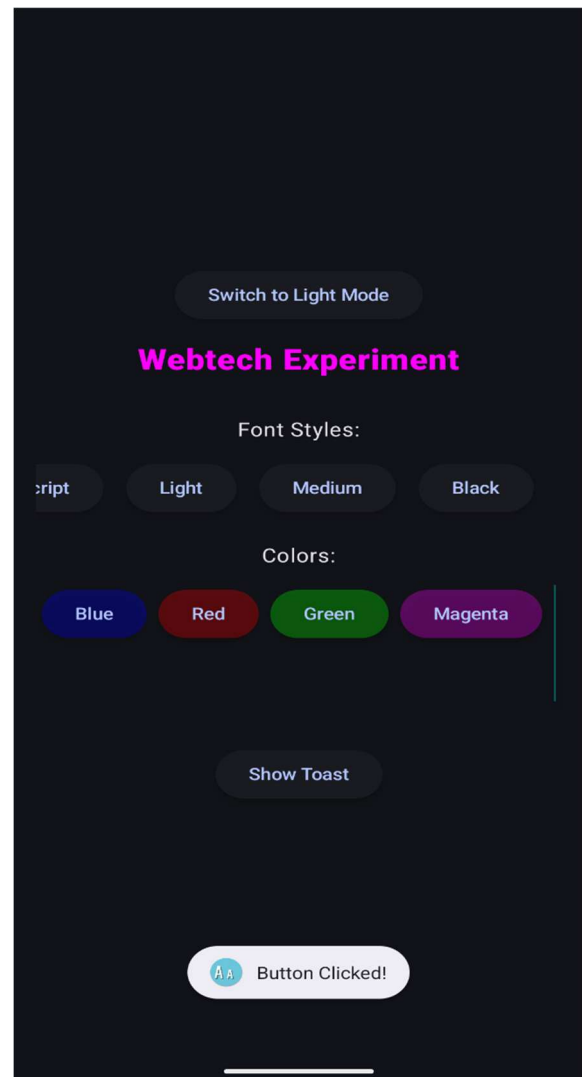 Switch to Light Mode
Webtech Experiment
Font Styles:
cript Light Medium Black
Colors:
Blue Red Green Magenta
Show Toast
AA Button Clicked!